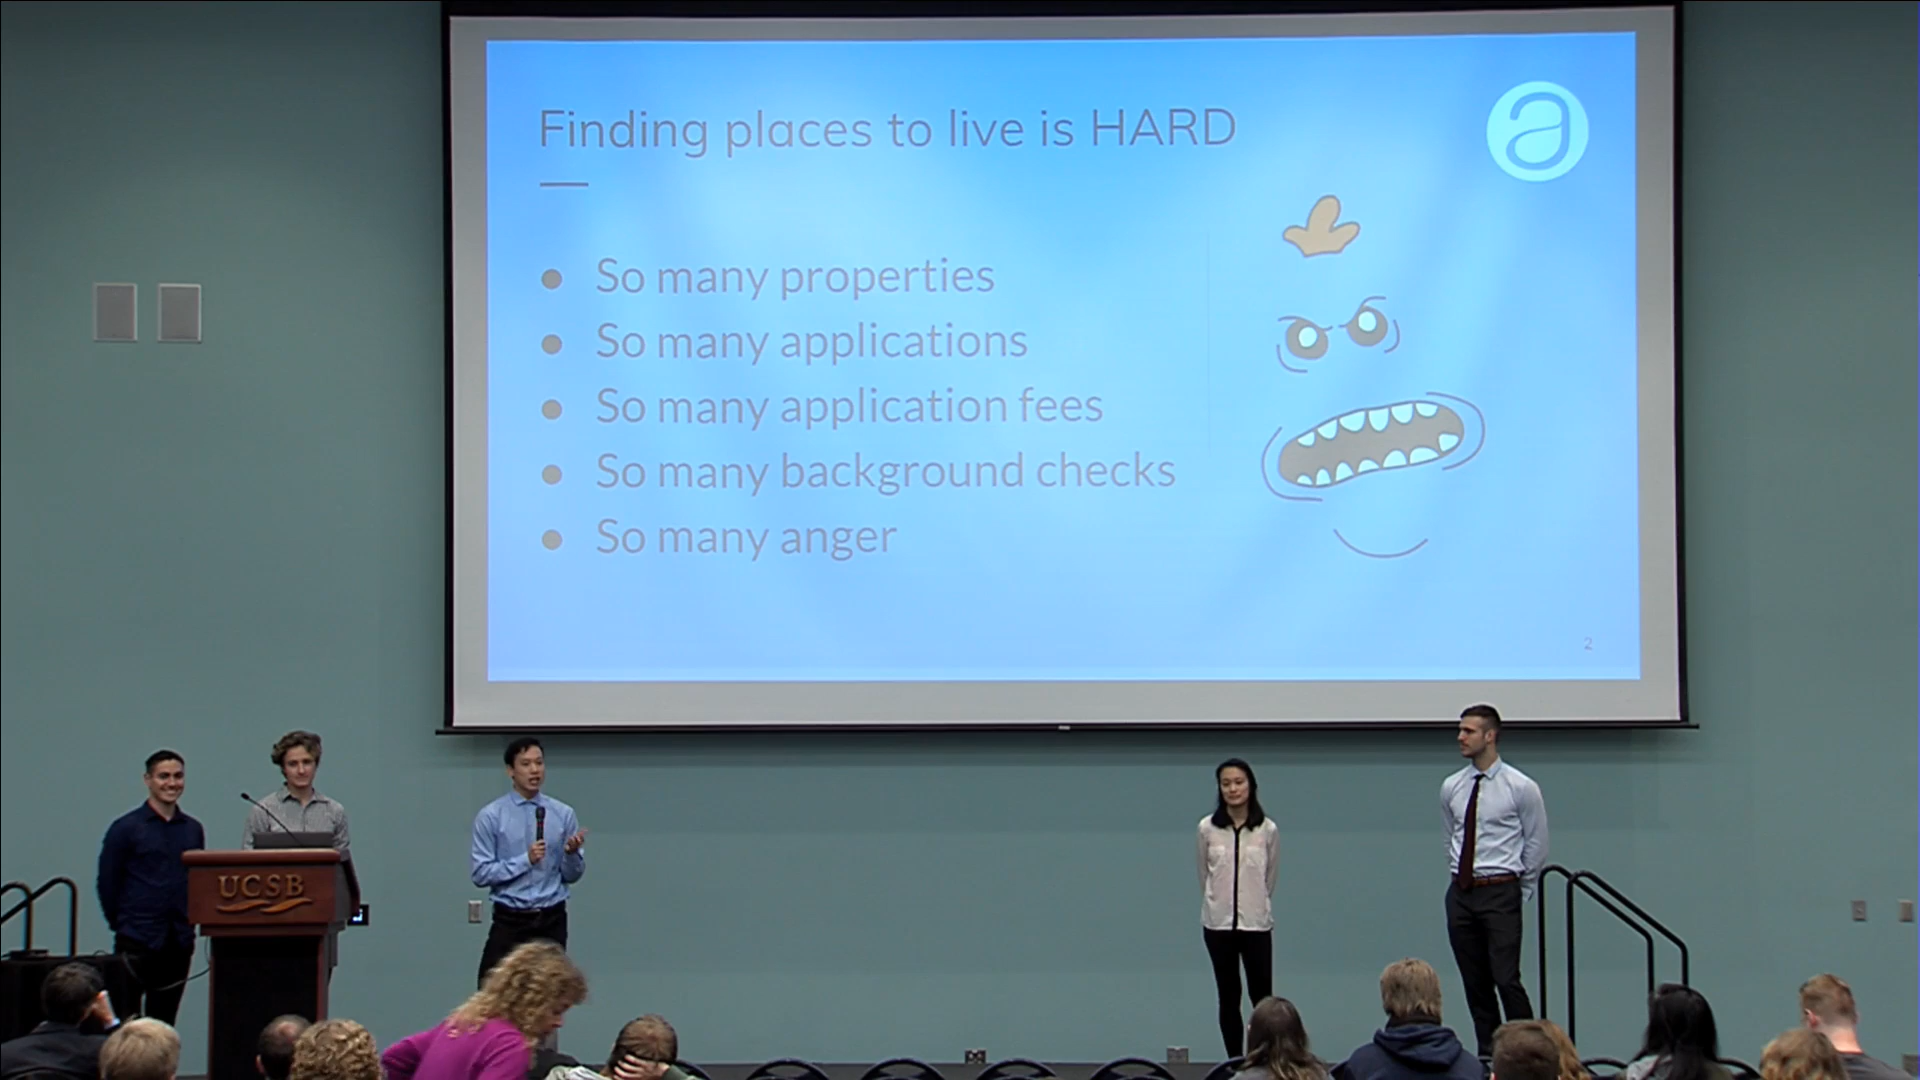 Finding places to live is HARD
a
● So many properties
● So many applications
● So many application fees
● So many background checks
● So many anger
2
UCSB